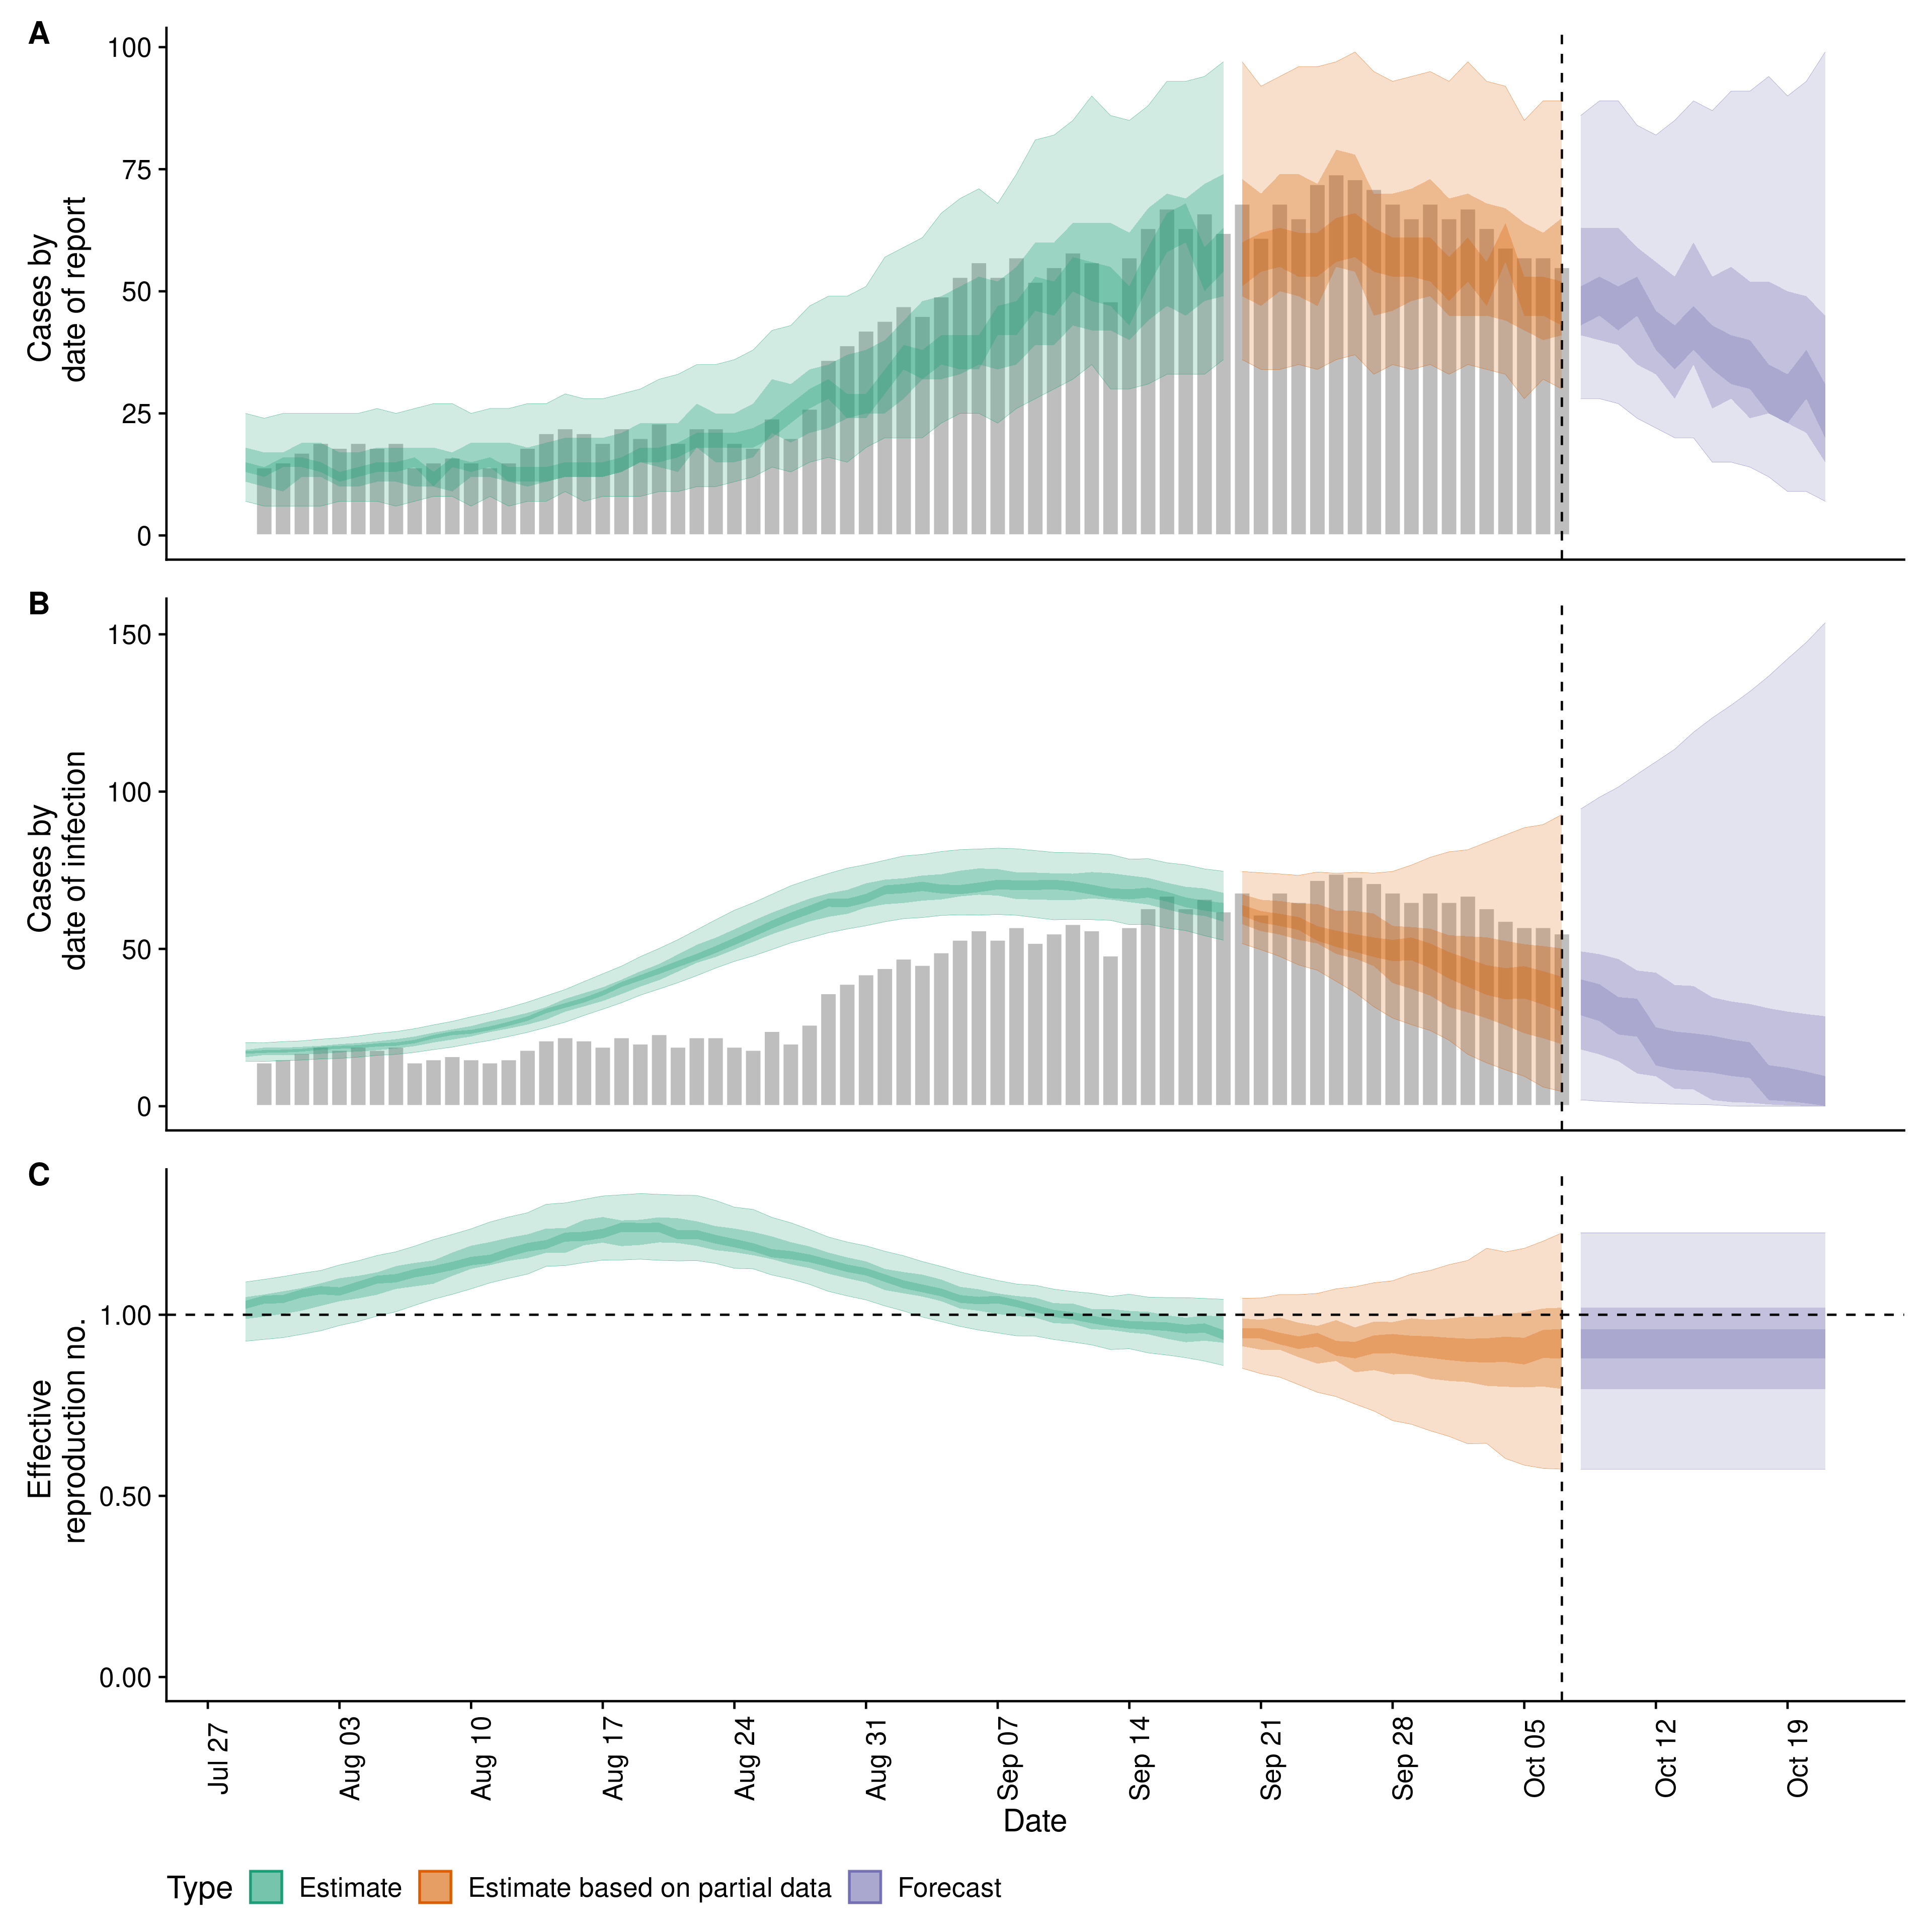 A
100
75
50
25
0
Cases by
date of report
B
150
100
50
0
Cases by
date of infection
C
1.00
0.50
0.00
Effective
reproduction no.
Jul 27
Aug 03
Aug 10
Aug 17
Aug 24
Aug 31
Sep 07
Sep 14
Sep 21
Sep 28
Oct 05
Oct 12
Oct 19
Date
Type Estimate Estimate based on partial data Forecast